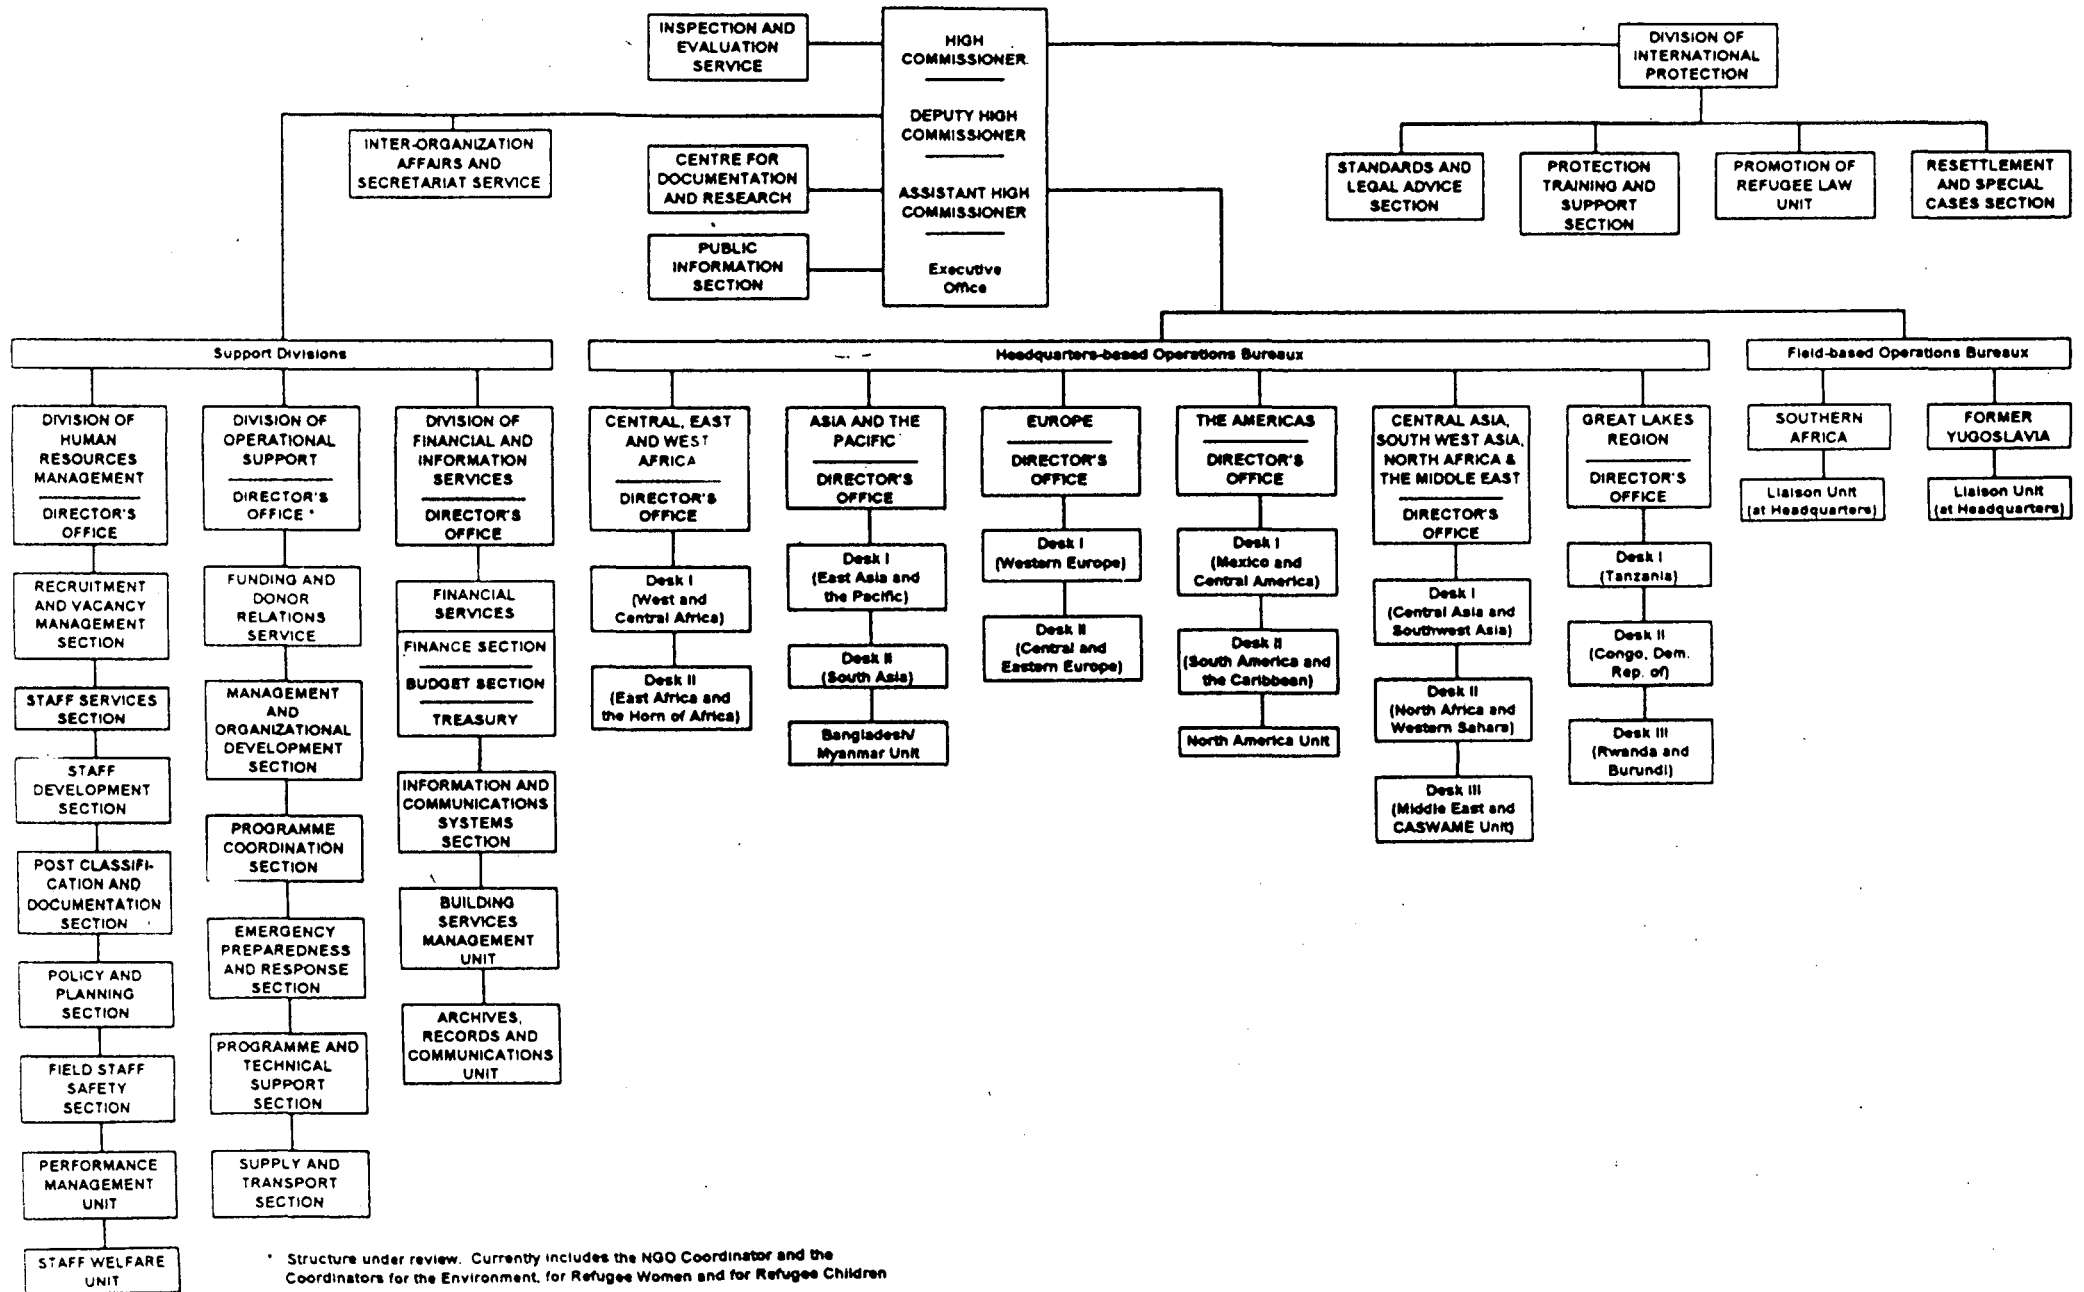 INSPECTION AND
EVALUATION
SERVICE
HIGH
COMMISSIONER
DEPUTY HIGH
COMMISSIONER
ASSISTANT HIGH
COMMISSIONER
Executive
Office
DIVISION OF
INTERNATIONAL
PROTECTION
INTER-ORGANIZATION
AFFAIRS AND
SECRETARIAT SERVICE
CENTRE FOR
DOCUMENTATION
AND RESEARCH
PUBLIC
INFORMATION
SECTION
STANDARDS AND
LEGAL ADVICE
SECTION
PROTECTION
TRAINING AND
SUPPORT
SECTION
PROMOTION OF
REFUGEE LAW
UNIT
RESETTLEMENT
AND SPECIAL
CASES SECTION
Support Divisions
DIVISION OF
HUMAN
RESOURCES
MANAGEMENT
DIRECTOR'S
OFFICE
RECRUITMENT
AND VACANCY
MANAGEMENT
SECTION
STAFF SERVICES
SECTION
STAFF
DEVELOPMENT
SECTION
POST CLASSIFI-
CATION AND
DOCUMENTATION
SECTION
POLICY AND
PLANNING
SECTION
FIELD STAFF
SAFETY
SECTION
PERFORMANCE
MANAGEMENT
UNIT
STAFF WELFARE
UNIT
DIVISION OF
OPERATIONAL
SUPPORT
DIRECTOR'S
OFFICE *
FUNDING AND
DONOR
RELATIONS
SERVICE
MANAGEMENT
AND
ORGANIZATIONAL
DEVELOPMENT
SECTION
PROGRAMME
COORDINATION
SECTION
EMERGENCY
PREPAREDNESS
AND RESPONSE
SECTION
PROGRAMME AND
TECHNICAL
SUPPORT
SECTION
SUPPLY AND
TRANSPORT
SECTION
DIVISION OF
FINANCIAL AND
INFORMATION
SERVICES
DIRECTOR'S
OFFICE
FINANCIAL
SERVICES
FINANCE SECTION
BUDGET SECTION
TREASURY
INFORMATION AND
COMMUNICATIONS
SYSTEMS
SECTION
BUILDING
SERVICES
MANAGEMENT
UNIT
ARCHIVES,
RECORDS AND
COMMUNICATIONS
UNIT
Headquarters-based Operations Bureaux
CENTRAL, EAST
AND WEST
AFRICA
DIRECTOR'S
OFFICE
Desk I
(West and
Central Africa)
Desk II
(East Africa and
the Horn of Africa)
ASIA AND THE
PACIFIC
DIRECTOR'S
OFFICE
Desk I
(East Asia and
the Pacific)
Desk II
(South Asia)
Bangladesh/
Myanmar Unit
EUROPE
DIRECTOR'S
OFFICE
Desk I
(Western Europe)
Desk II
(Central and
Eastern Europe)
THE AMERICAS
DIRECTOR'S
OFFICE
Desk I
(Mexico and
Central America)
Desk II
(South America and
the Caribbean)
North America Unit
CENTRAL ASIA,
SOUTH WEST ASIA,
NORTH AFRICA &
THE MIDDLE EAST
DIRECTOR'S
OFFICE
Desk I
(Central Asia and
Southwest Asia)
Desk II
(North Africa and
Western Sahara)
Desk III
(Middle East and
CASWAME Unit)
GREAT LAKES
REGION
DIRECTOR'S
OFFICE
Desk I
(Tanzania)
Desk II
(Congo, Dem.
Rep. of)
Desk III
(Rwanda and
Burundi)
Field-based Operations Bureaux
SOUTHERN
AFRICA
Liaison Unit
(at Headquarters)
FORMER
YUGOSLAVIA
Liaison Unit
(at Headquarters)
* Structure under review. Currently includes the NGO Coordinator and the
Coordinators for the Environment, for Refugee Women and for Refugee Children